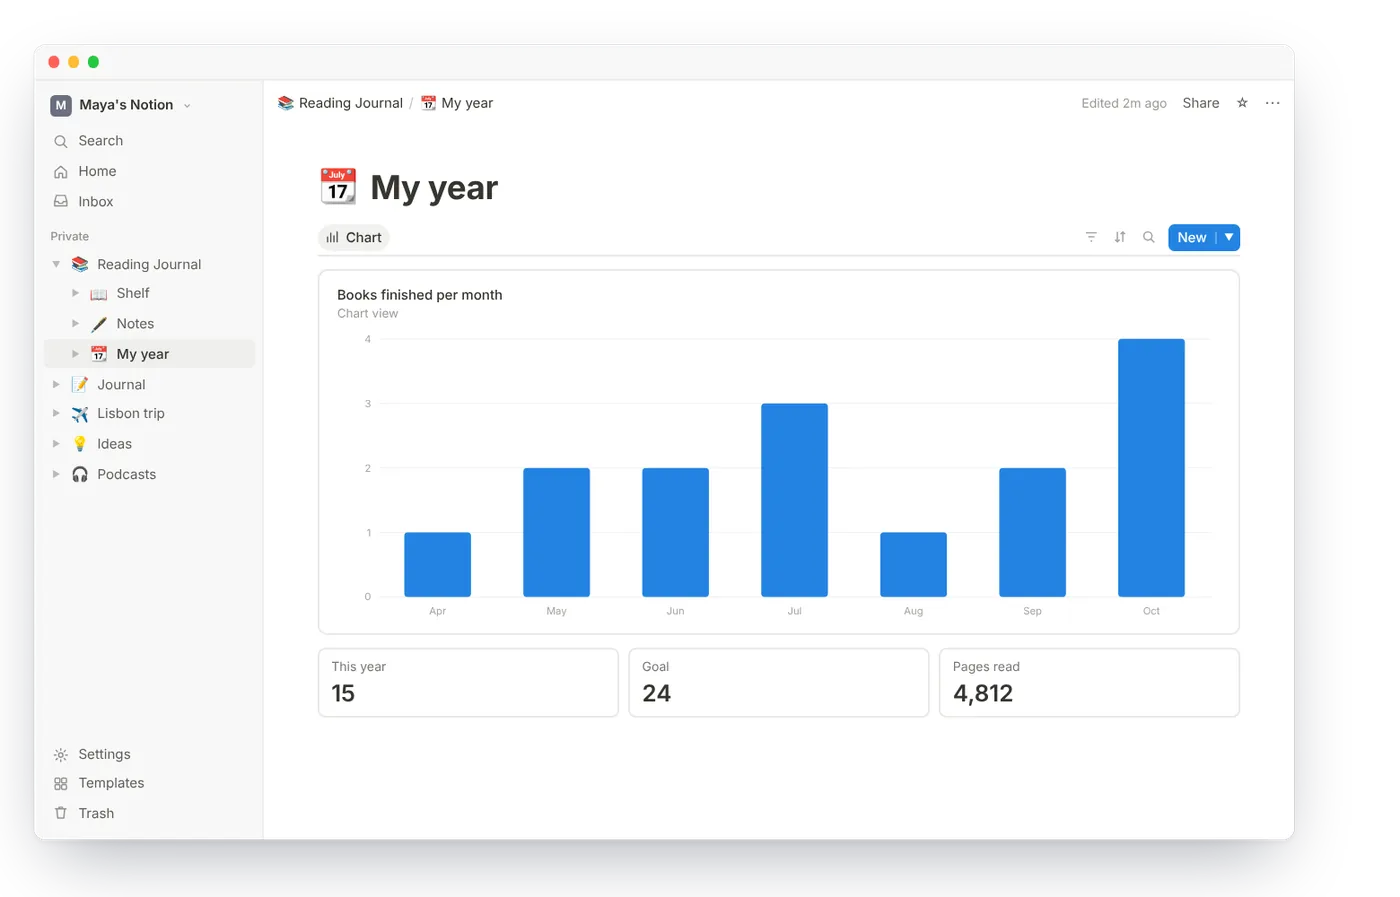 M Maya's Notion
Search
Home
Inbox
Private
Reading Journal
Shelf
Notes
My year
Journal
Lisbon trip
Ideas
Podcasts
Settings
Templates
Trash
Reading Journal / My year
Edited 2m ago Share
July 17 My year
Chart
New
Books finished per month
Chart view
4
3
2
1
0
Apr May Jun Jul Aug Sep Oct
This year
15
Goal
24
Pages read
4,812